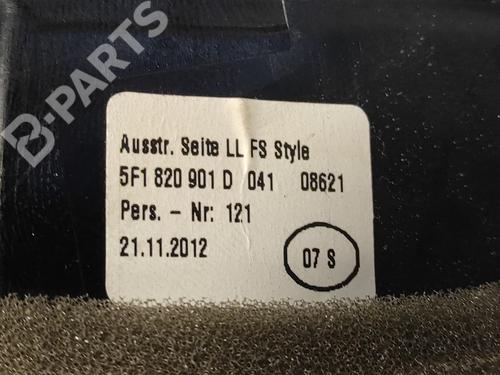 B-PARTS
Ausstr. Seite LL FS Style
5F1 820 901 D 041 08621
Pers. - Nr: 121
21.11.2012
07 S